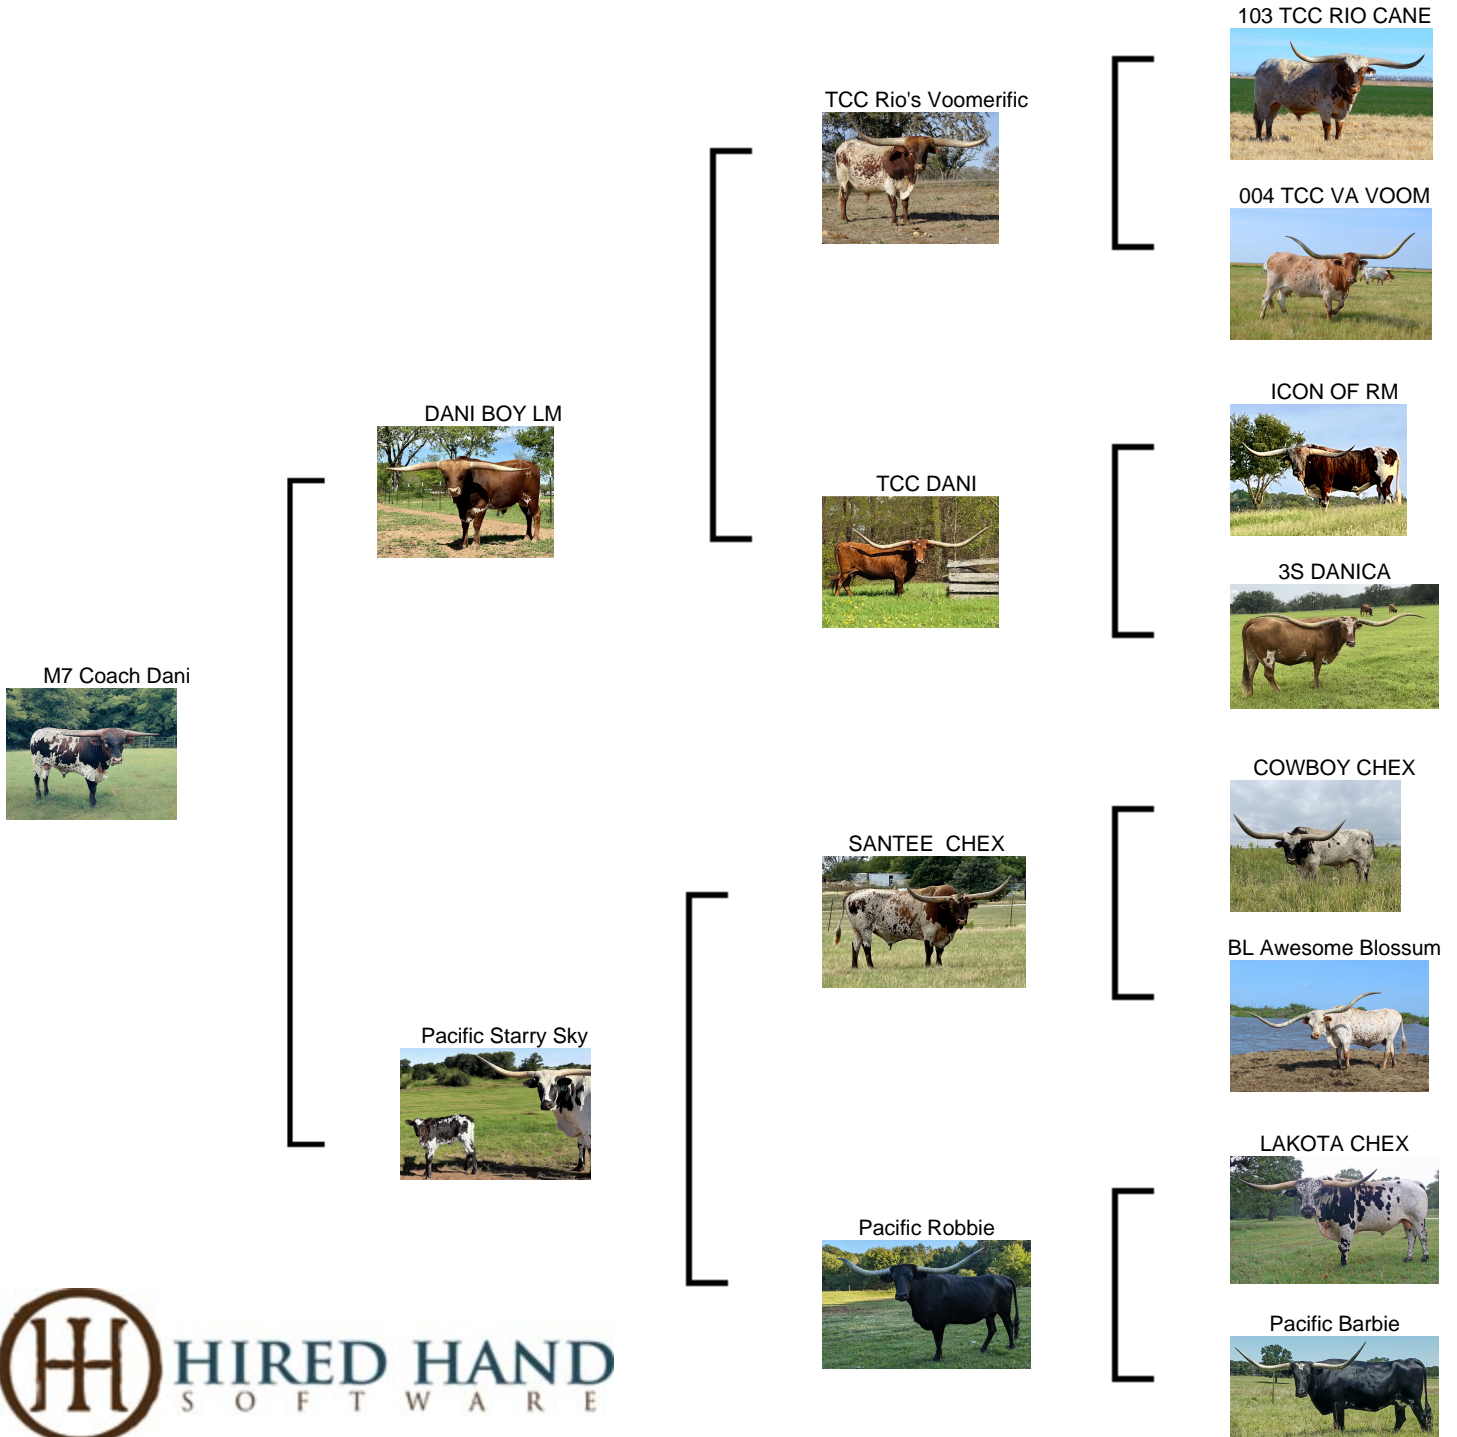 103 TCC RIO CANE
TCC Rio's Voomerific
004 TCC VA VOOM
DANI BOY LM
ICON OF RM
TCC DANI
3S DANICA
M7 Coach Dani
COWBOY CHEX
SANTEE  CHEX
BL Awesome Blossum
Pacific Starry Sky
LAKOTA CHEX
Pacific Robbie
Pacific Barbie
HIRED HAND
SOFTWARE